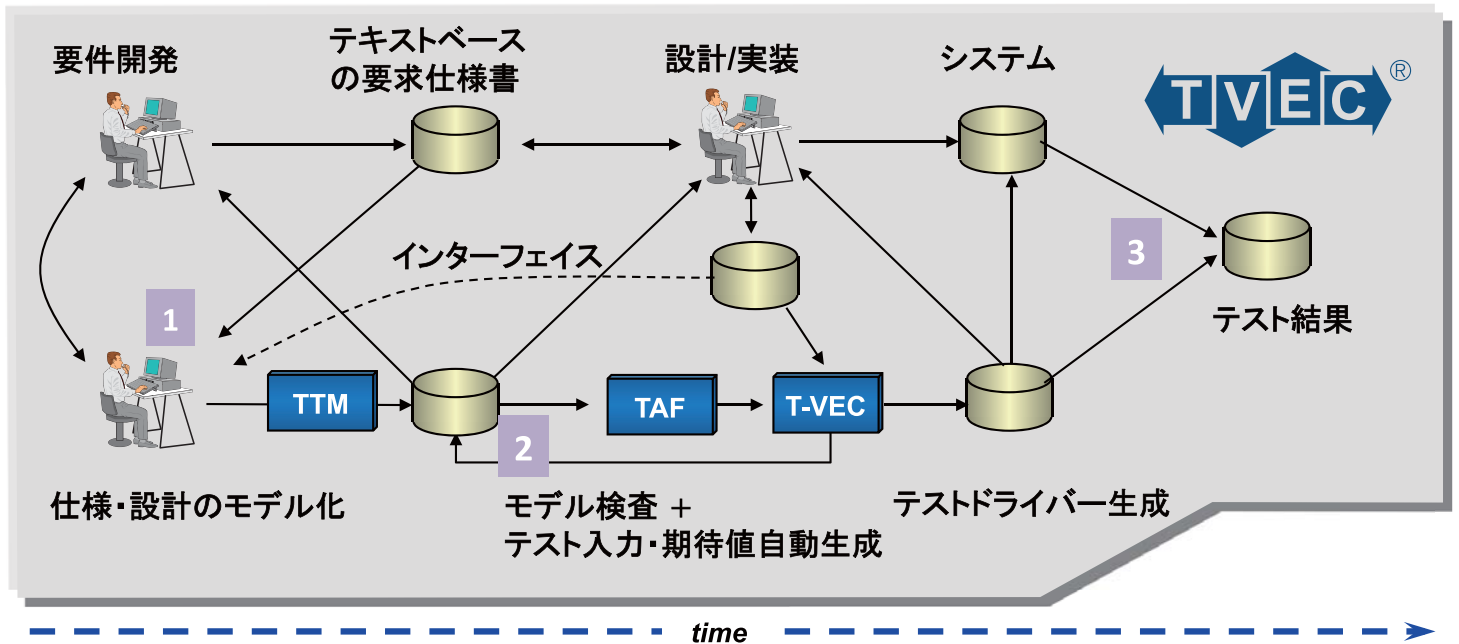 要件開発
テキストベース
の要求仕様書
設計/実装
システム
TVEC®
インターフェイス
1
3
テスト結果
TTM
TAF
T-VEC
2
仕様・設計のモデル化
モデル検査 +
テスト入力・期待値自動生成
テストドライバー生成
time